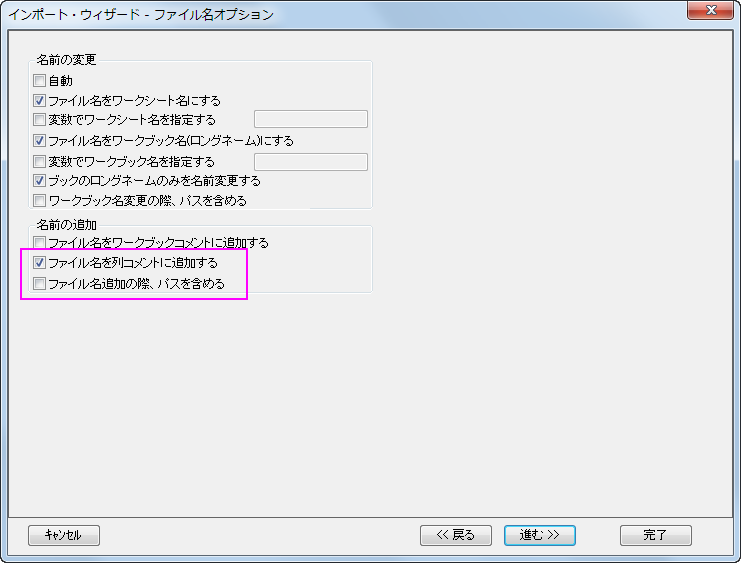 インポート・ウィザード - ファイル名オプション
名前の変更
自動
ファイル名をワークシート名にする
変数でワークシート名を指定する
ファイル名をワークブック名(ロングネーム)にする
変数でワークブック名を指定する
ブックのロングネームのみを名前変更する
ワークブック名変更の際、パスを含める
名前の追加
ファイル名をワークブックコメントに追加する
ファイル名を列コメントに追加する
ファイル名追加の際、パスを含める
キャンセル
<< 戻る
進む >>
完了